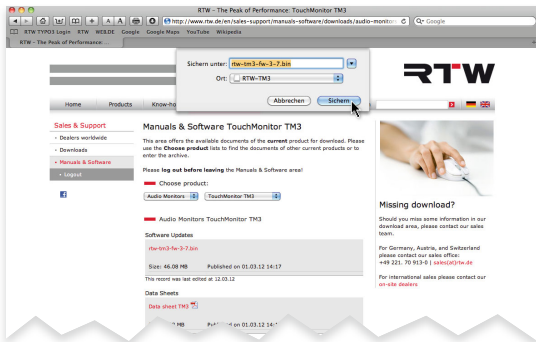 RTW - The Peak of Performance: TouchMonitor TM3
http://www.rtw.de/en/sales-support/manuals-software/downloads/audio-monitors
Google
RTW TYPO3 Login RTW WEB.DE Google Google Maps YouTube Wikipedia
RTW - The Peak of Performance: ...
Sichern unter: rtw-tm3-fw-3-7.bin
Ort: RTW-TM3
Abbrechen Sichern
RTW
Home Products Know-ho
Sales & Support
Dealers worldwide
Downloads
Manuals & Software
Logout
Manuals & Software TouchMonitor TM3
This area offers the available documents of the current product for download. Please
use the Choose product lists to find the documents of other current products or to
enter the archive.
Please log out before leaving the Manuals & Software area!
Choose product:
Audio Monitors TouchMonitor TM3
Audio Monitors TouchMonitor TM3
Software Updates
rtw-tm3-fw-3-7.bin
Size: 46.08 MB Published on 01.03.12 14:17
This record was last edited at 12.03.12
Data Sheets
Data sheet TM3
MB Published on 01.03.12 14:
Missing download?
Should you miss some information in our
download area, please contact our sales
team.
For Germany, Austria, and Switzerland
please contact our sales office:
+49 221. 70 913-0 | sales(at)rtw.de
For international sales please contact our
on-site dealers